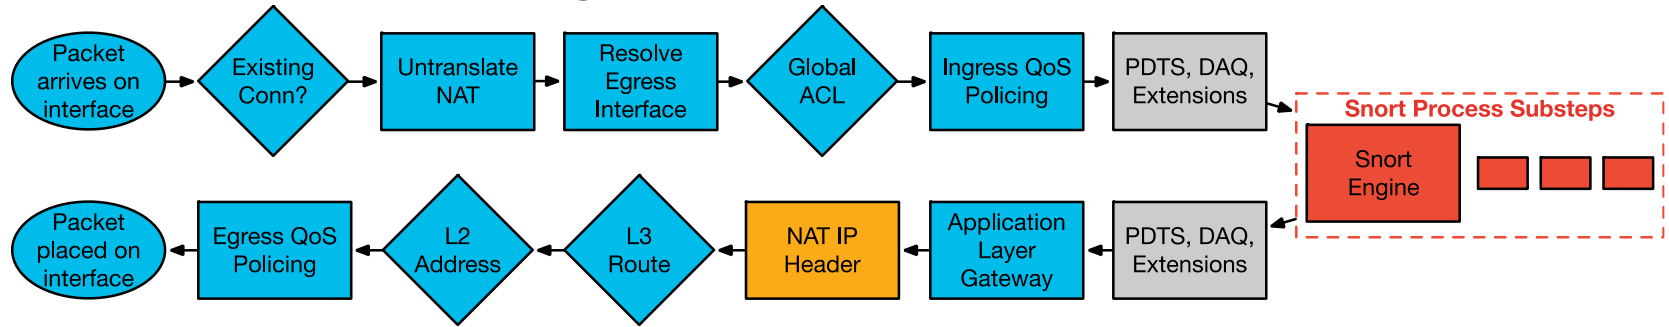 Packet
arrives on
interface
Existing
Conn?
Untranslate
NAT
Resolve
Egress
Interface
Global
ACL
Ingress QoS
Policing
PDTS, DAQ,
Extensions
Snort Process Substeps
Snort
Engine
Packet
placed on
interface
Egress QoS
Policing
L2
Address
L3
Route
NAT IP
Header
Application
Layer
Gateway
PDTS, DAQ,
Extensions